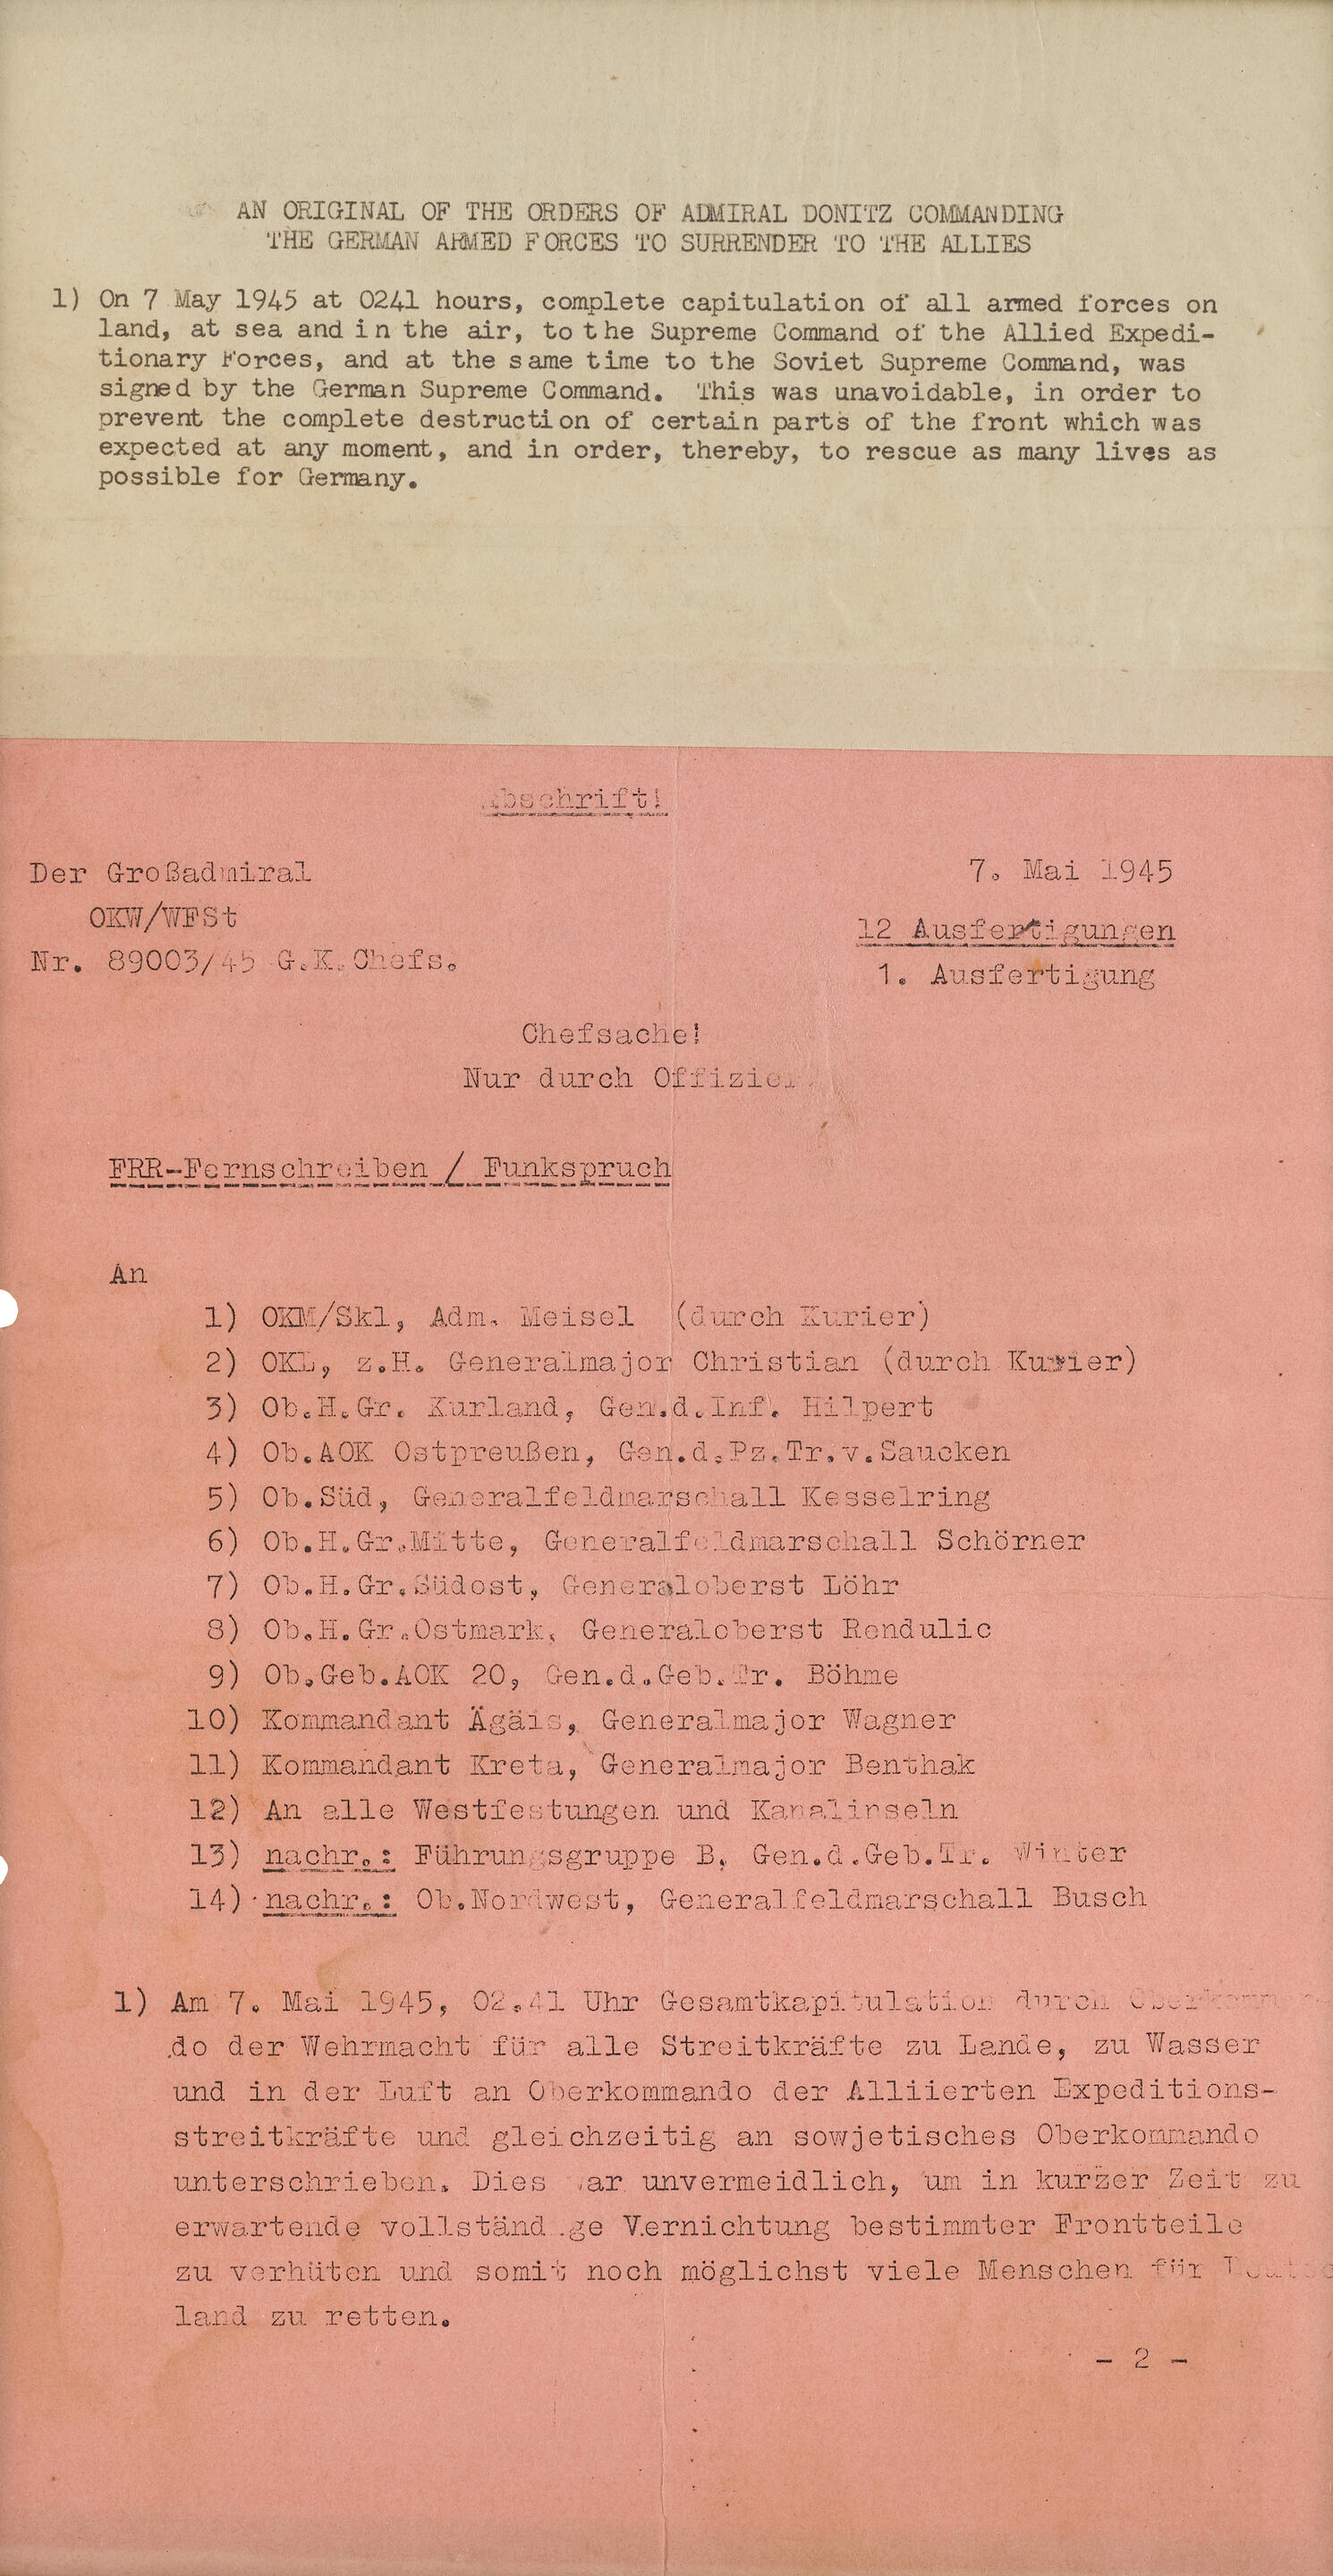 AN ORIGINAL OF THE ORDERS OF ADMIRAL DONITZ COMMANDING
THE GERMAN ARMED FORCES TO SURRENDER TO THE ALLIES
1) On 7 May 1945 at 0241 hours, complete capitulation of all armed forces on
land, at sea and in the air, to the Supreme Command of the Allied Expedi-
tionary Forces, and at the same time to the Soviet Supreme Command, was
signed by the German Supreme Command. This was unavoidable, in order to
prevent the complete destruction of certain parts of the front which was
expected at any moment, and in order, thereby, to rescue as many lives as
possible for Germany.
Abschrift!
Der Großadmiral
7. Mai 1945
OKW/WFSt
12 Ausfertigungen
Nr. 89003/45 G.K.Chefs.
1. Ausfertigung
Chefsache!
Nur durch Offizier
FRR-Fernschreiben / Funkspruch
An
1) OKM/Skl, Adm. Meisel (durch Kurier)
2) OKL, z.H. Generalmajor Christian (durch Kurier)
3) Ob.H.Gr. Kurland, Gen.d.Inf. Hilpert
4) Ob.AOK Ostpreußen, Gen.d.Pz.Tr.v.Saucken
5) Ob.Süd, Generalfeldmarschall Kesselring
6) Ob.H.Gr.Mitte, Generalfeldmarschall Schörner
7) Ob.H.Gr.Südost, Generaloberst Löhr
8) Ob.H.Gr.Ostmark, Generaloberst Rendulic
9) Ob.Geb.AOK 20, Gen.d.Geb.Tr. Böhme
10) Kommandant Ägäis, Generalmajor Wagner
11) Kommandant Kreta, Generalmajor Benthak
12) An alle Westfestungen und Kanalinseln
13) nachr.: Führungsgruppe B, Gen.d.Geb.Tr. Winter
14) nachr.: Ob.Nordwest, Generalfeldmarschall Busch
1) Am 7. Mai 1945, 02.41 Uhr Gesamtkapitulation durch
do der Wehrmacht für alle Streitkräfte zu Lande, zu Wasser
und in der Luft an Oberkommando der Alliierten Expeditions-
streitkräfte und gleichzeitig an sowjetisches Oberkommando
unterschrieben. Dies war unvermeidlich, um in kurzer Zeit zu
erwartende vollständige Vernichtung bestimmter Frontteile
zu verhüten und somit noch möglichst viele Menschen für
land zu retten.
- 2 -